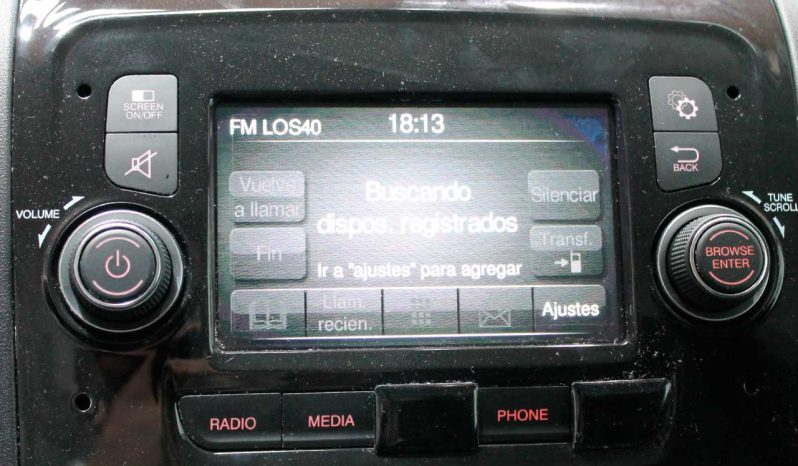 SCREEN
ON/OFF
FM LOS40
18:13
BACK
VOLUME
TUNE
SCROLL
Vuelve
a llamar
Buscando
dispos. registrados
Silenciar
Fin
Transf.
Ir a "ajustes" para agregar
BROWSE
ENTER
Llam.
recien.
Ajustes
RADIO
MEDIA
PHONE